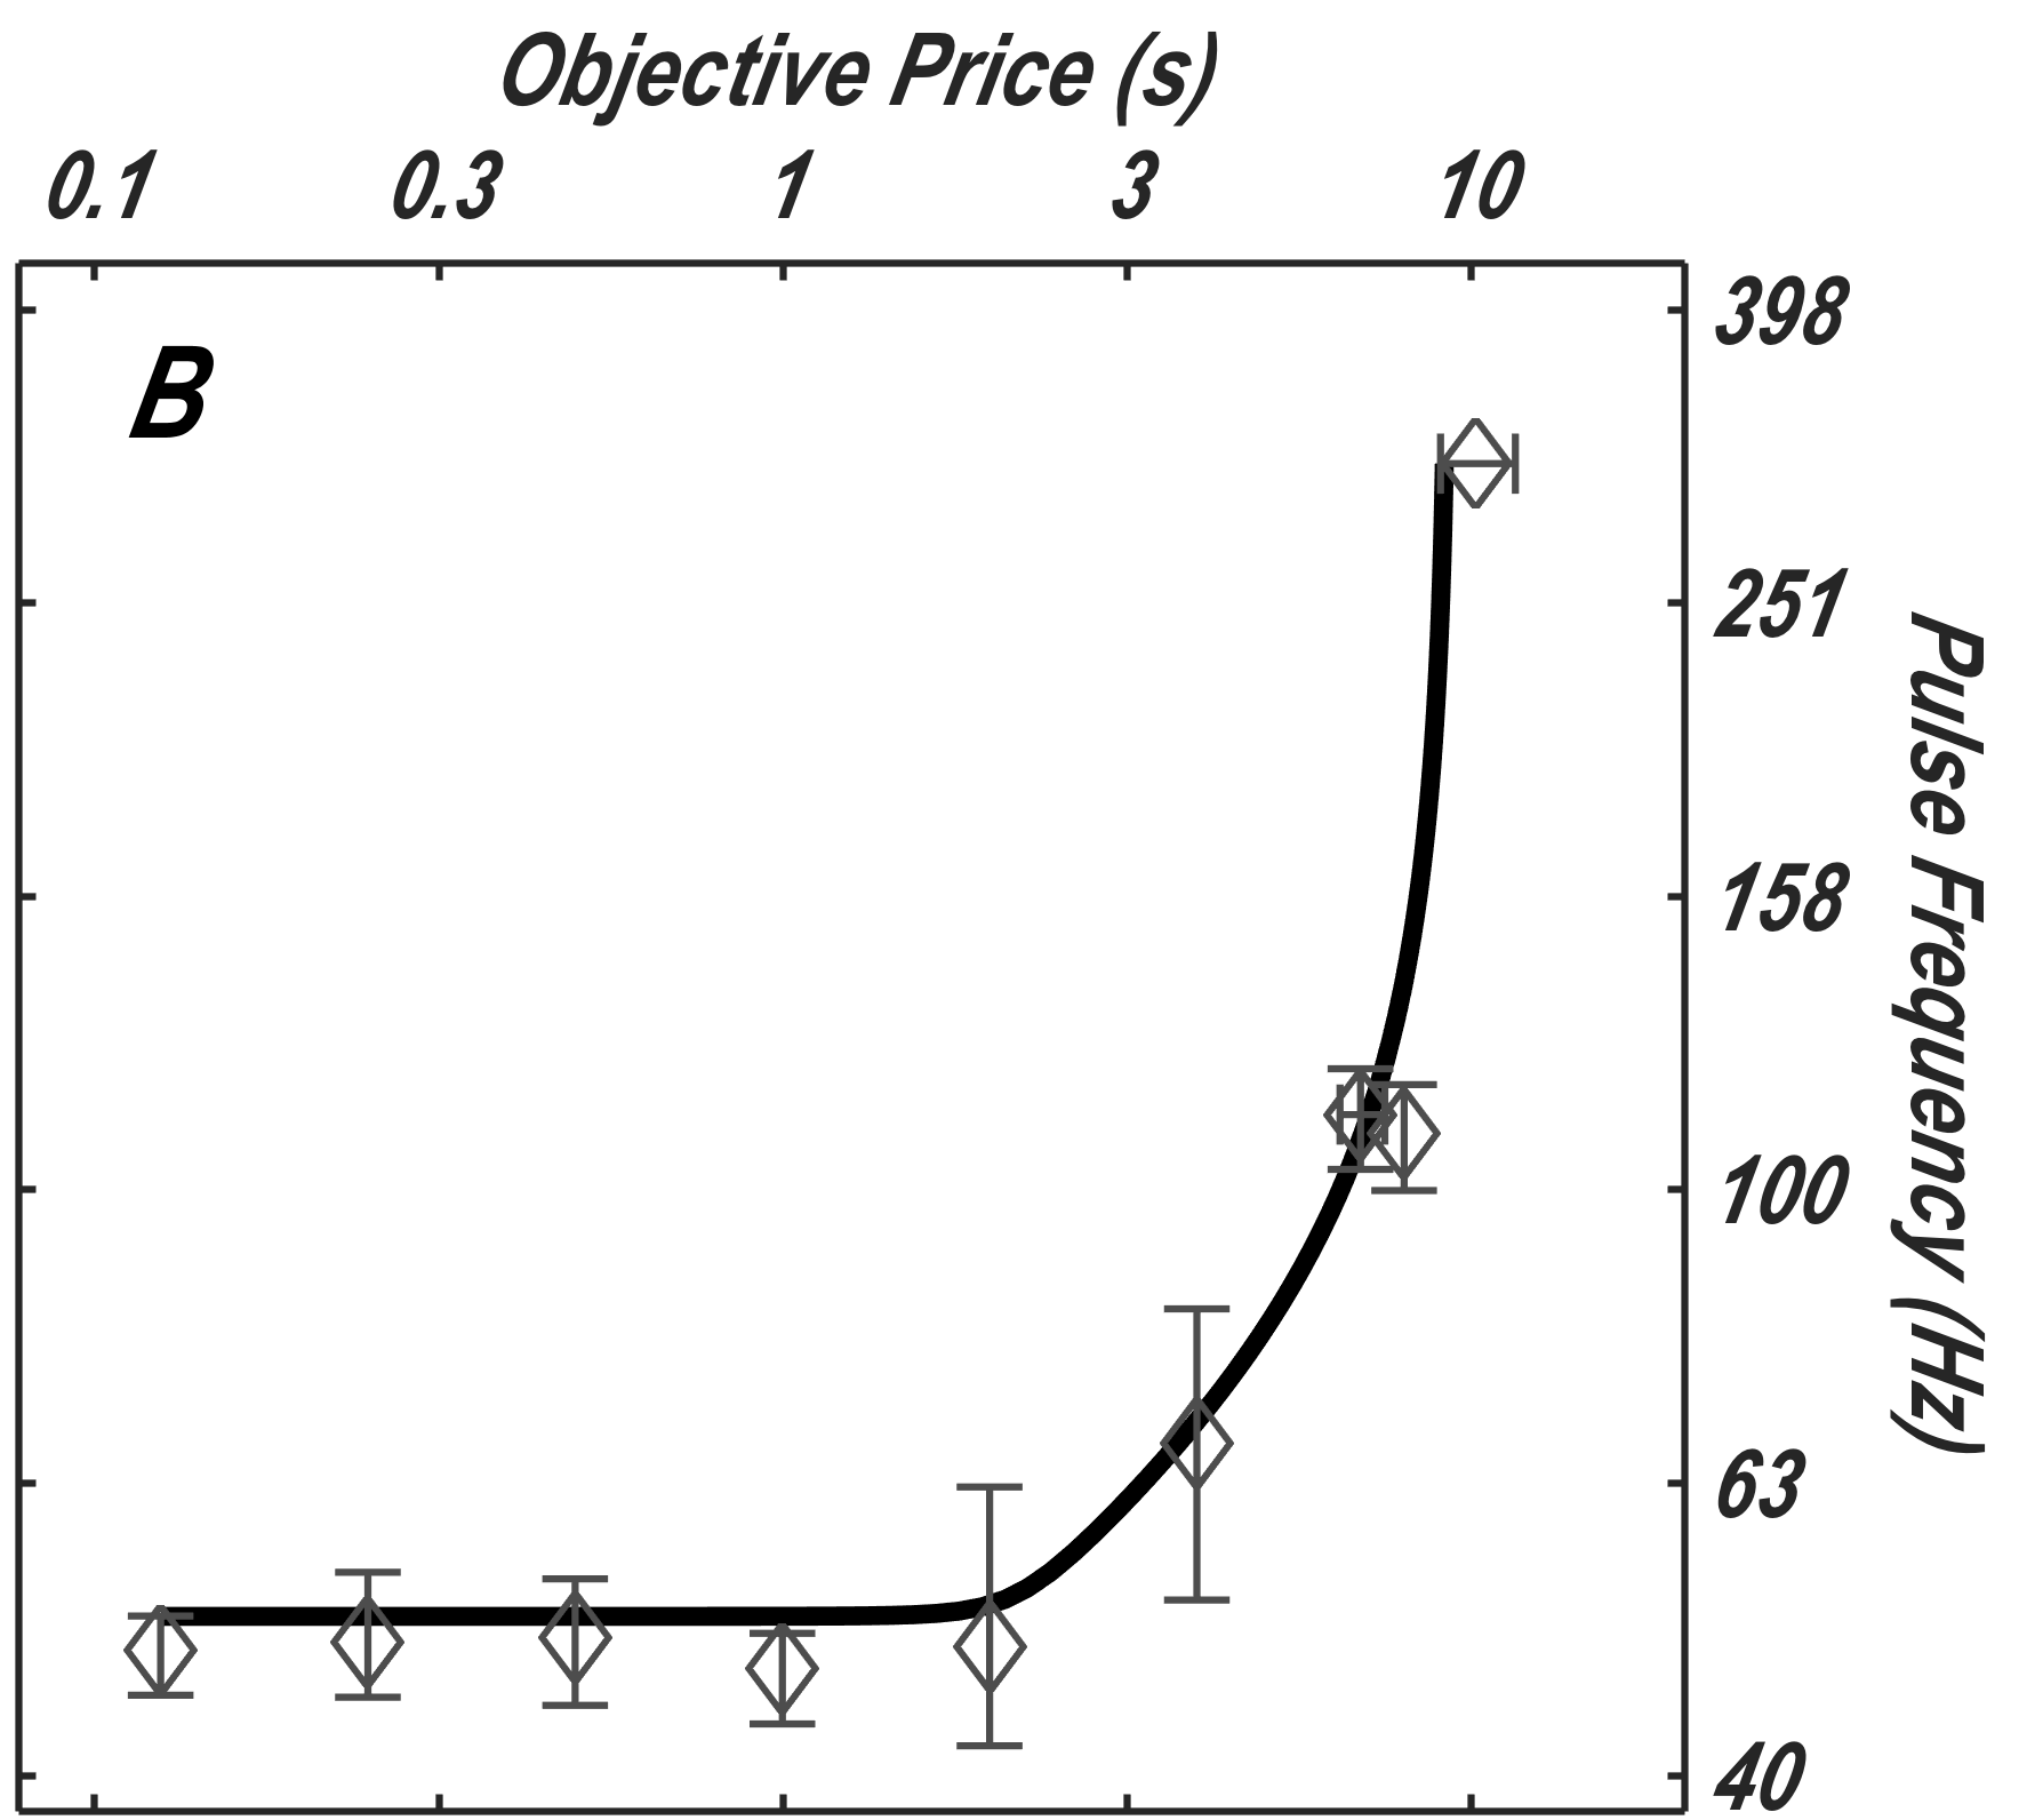 Objective Price (s)
0.1 0.3 1 3 10
B
398
251
158
100
63
40
Pulse Frequency (Hz)